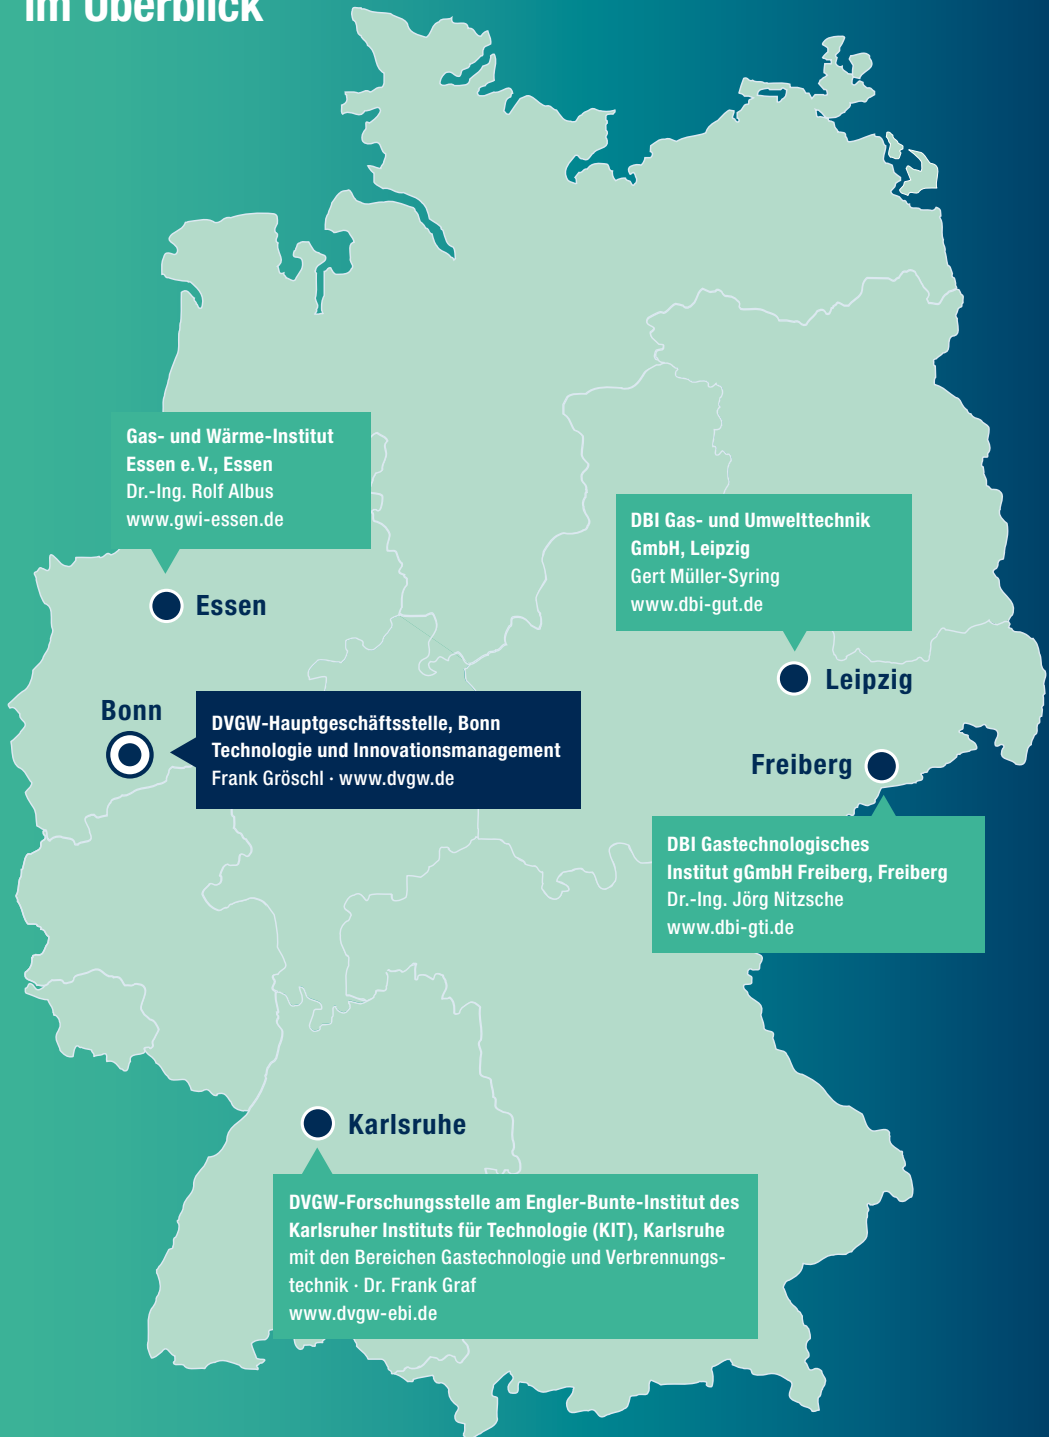 im Überblick
Gas- und Wärme-Institut
Essen e. V., Essen
Dr.-Ing. Rolf Albus
www.gwi-essen.de
DBI Gas- und Umwelttechnik
GmbH, Leipzig
Gert Müller-Syring
www.dbi-gut.de
Essen
Leipzig
Bonn
DVGW-Hauptgeschäftsstelle, Bonn
Technologie und Innovationsmanagement
Frank Gröschl · www.dvgw.de
Freiberg
DBI Gastechnologisches
Institut gGmbH Freiberg, Freiberg
Dr.-Ing. Jörg Nitzsche
www.dbi-gti.de
Karlsruhe
DVGW-Forschungsstelle am Engler-Bunte-Institut des
Karlsruher Instituts für Technologie (KIT), Karlsruhe
mit den Bereichen Gastechnologie und Verbrennungs-
technik · Dr. Frank Graf
www.dvgw-ebi.de